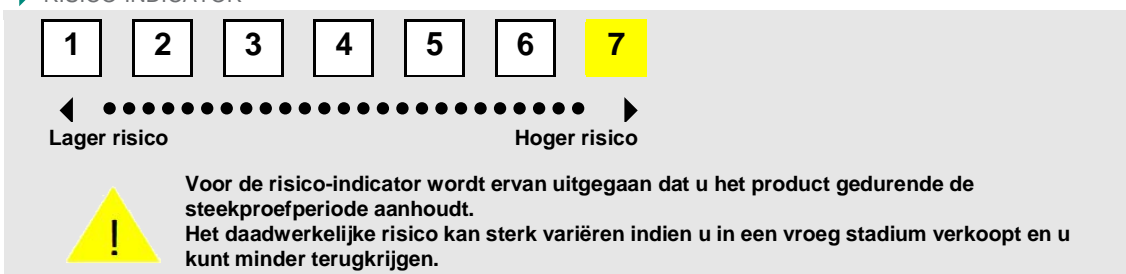 RISICO-INDICATOR
1 2 3 4 5 6 7
Lager risico Hoger risico
!
Voor de risico-indicator wordt ervan uitgegaan dat u het product gedurende de
steekproefperiode aanhoudt.
Het daadwerkelijke risico kan sterk variëren indien u in een vroeg stadium verkoopt en u
kunt minder terugkrijgen.